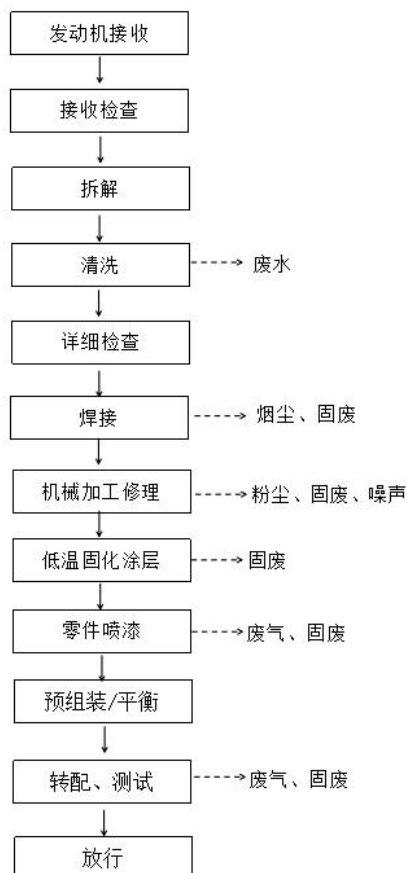 发动机接收
接收检查
拆解
清洗
废水
详细检查
焊接
烟尘、固废
机械加工修理
粉尘、固废、噪声
低温固化涂层
固废
零件喷漆
废气、固废
预组装/平衡
转配、测试
废气、固废
放行